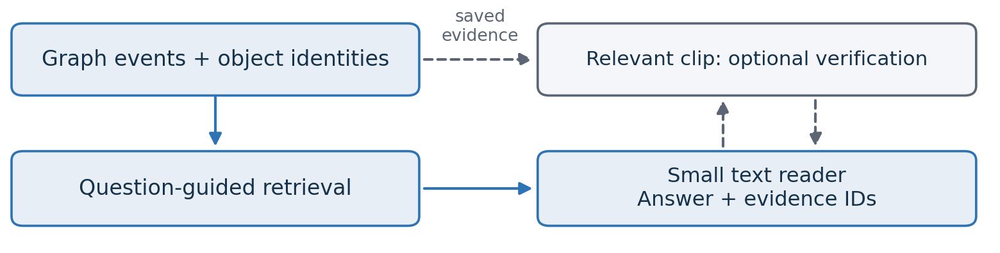 saved
evidence
Graph events + object identities
Relevant clip: optional verification
Question-guided retrieval
Small text reader
Answer + evidence IDs